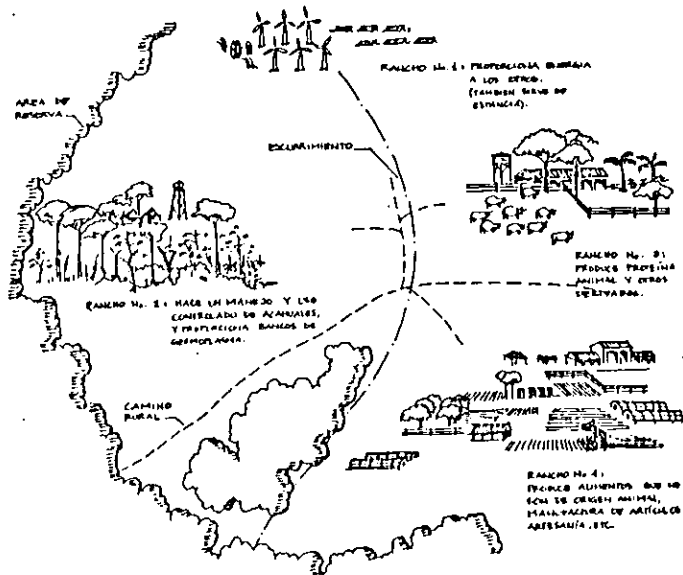 RANCHO No. 1: PROPORCIONA ENERGIA
A LOS OTROS.
(TAMBIEN SIRVE DE
ESTANCIA).
AREA DE
RESERVA
ESCURRIMIENTO
RANCHO No. 3:
PRODUCE PROTEINA
ANIMAL Y OTROS
DERIVADOS.
RANCHO No. 2: HACE UN MANEJO Y USO
CONTROLADO DE ACAHUALES,
Y PROPORCIONA BANCOS DE
GERMOPLASMA.
CAMINO
RURAL
RANCHO No 4:
PRODUCE ALIMENTOS QUE NO
SON DE ORIGEN ANIMAL,
MANUFACTURA DE ARTICULOS
ARTESANÍA, ETC.